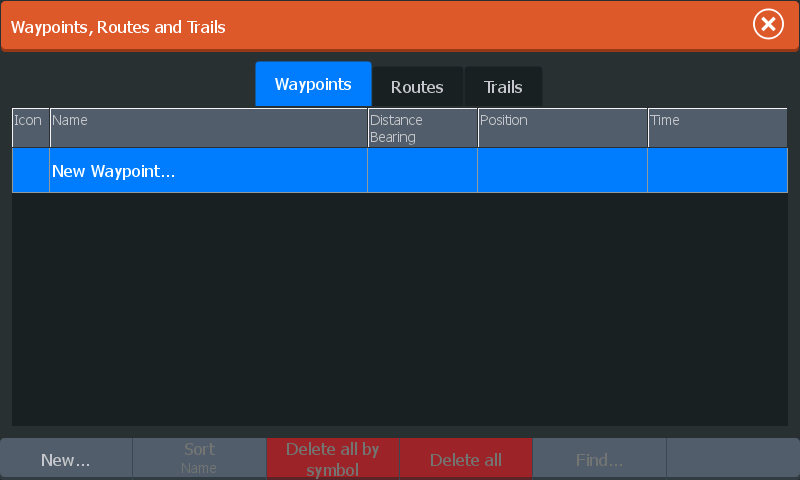 Waypoints, Routes and Trails
Waypoints
Routes
Trails
Icon
Name
Distance
Bearing
Position
Time
New Waypoint...
New...
Sort
Name
Delete all by
symbol
Delete all
Find...